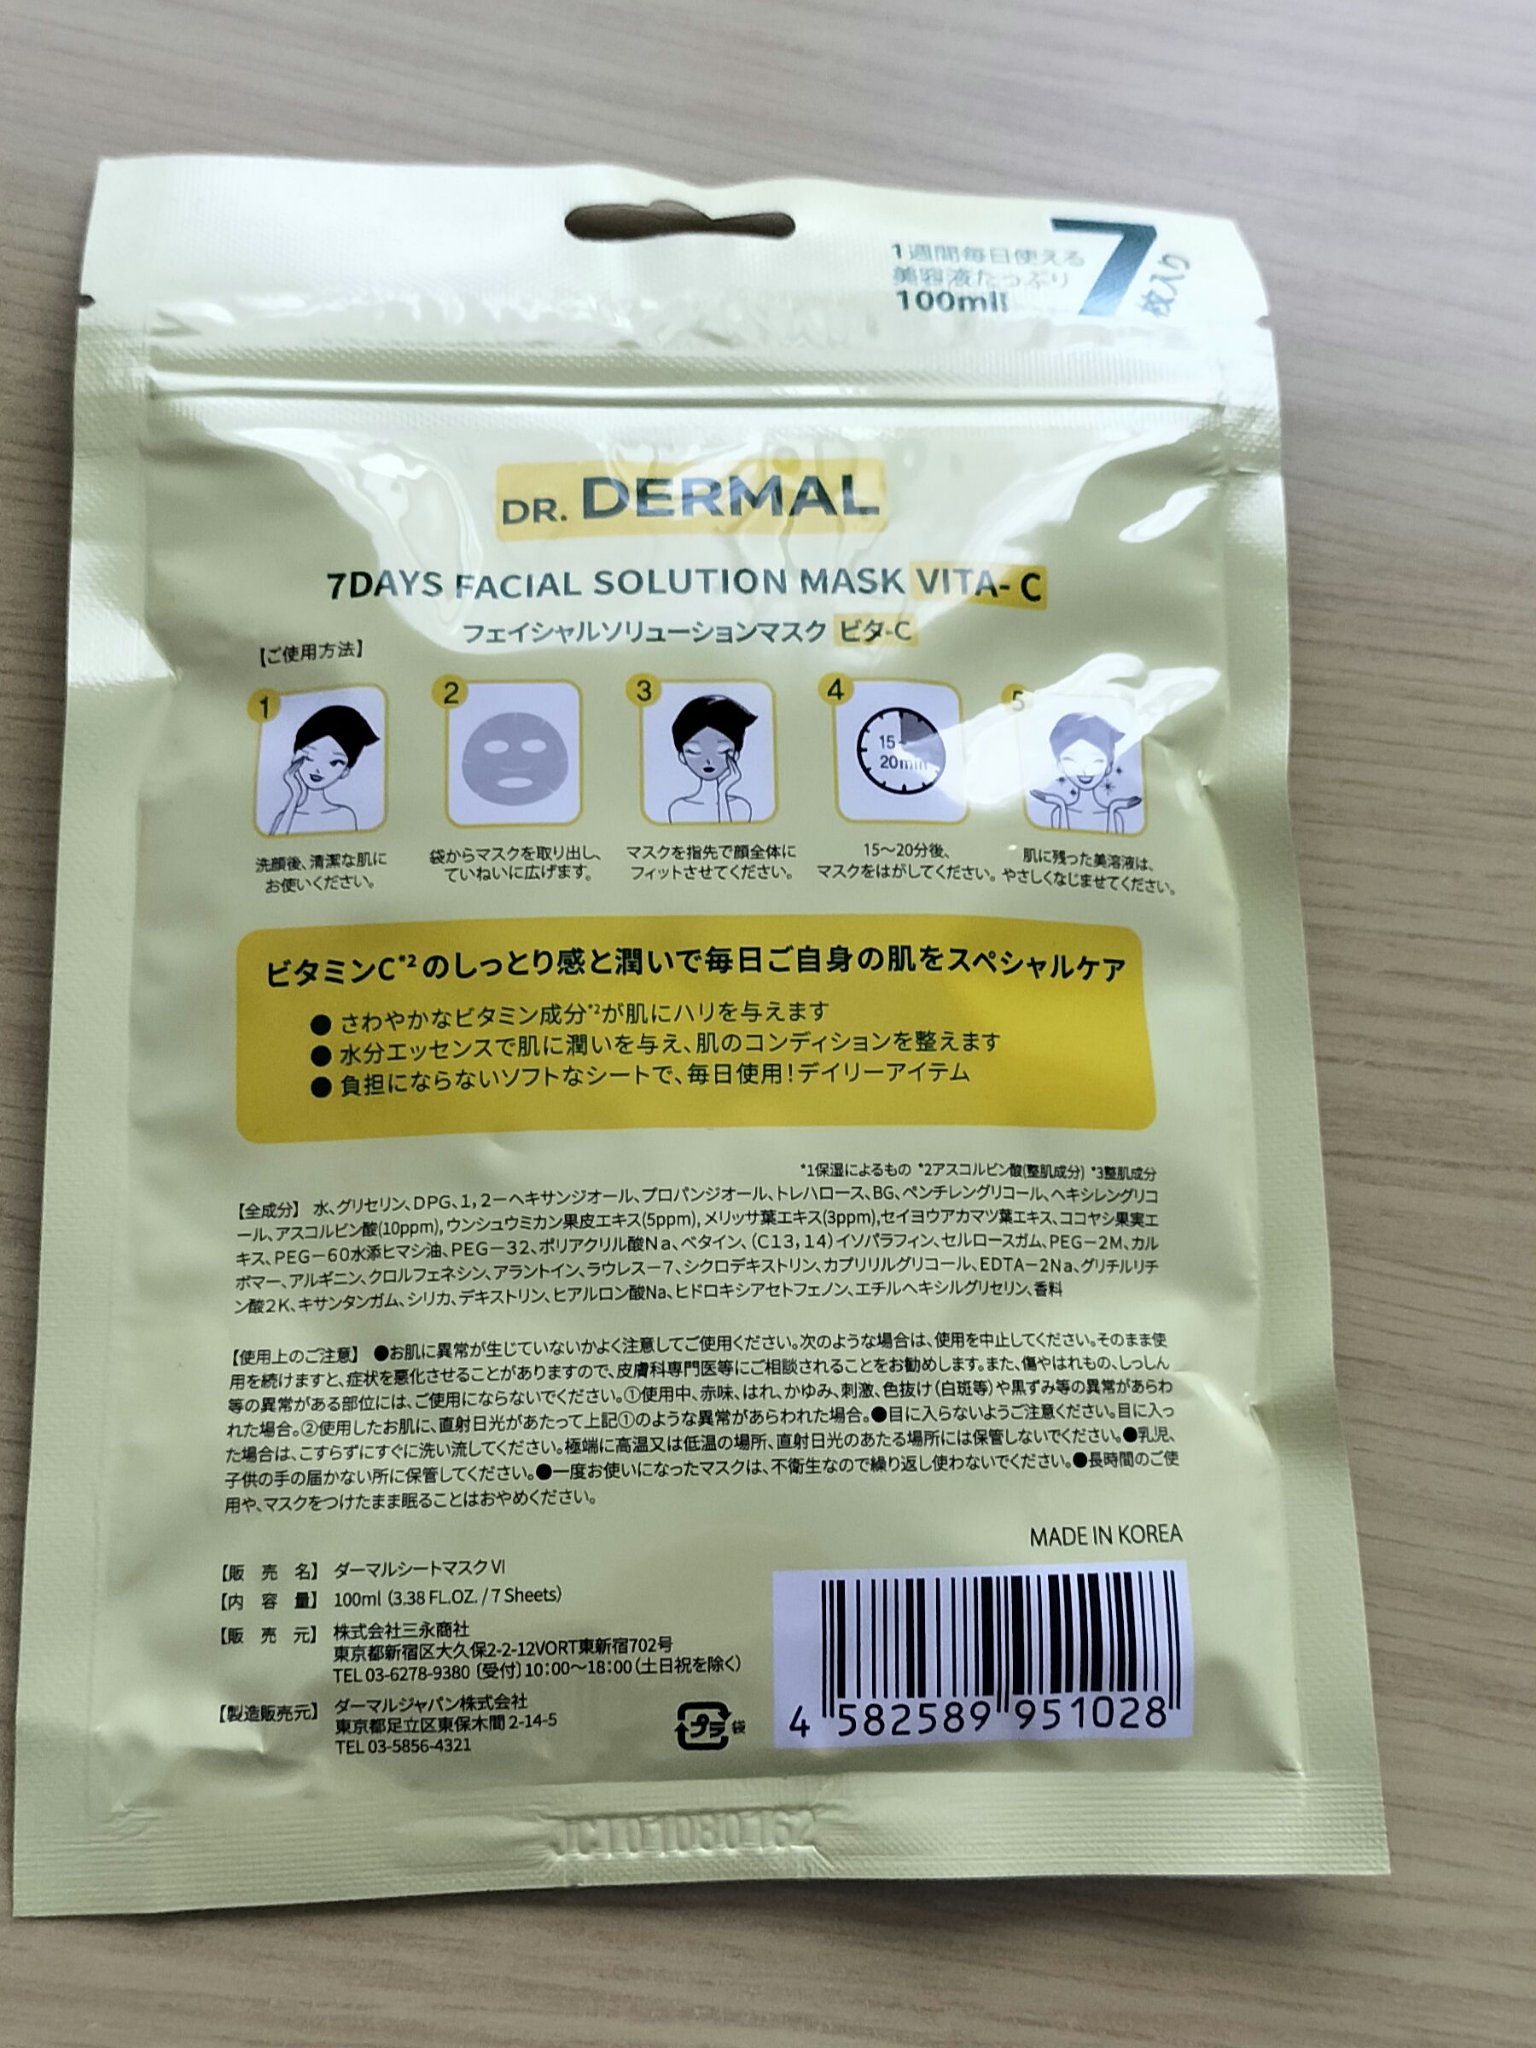 1週間毎日使える
美容液たっぷり
100ml!
7枚入り
DR. DERMAL
7DAYS FACIAL SOLUTION MASK VITA- C
フェイシャルソリューションマスク ビタ-C
【ご使用方法】
1
2
3
4
5
15~
20min
洗顔後、清潔な肌に
お使いください。
袋からマスクを取り出し、
ていねいに広げます。
マスクを指先で顔全体に
フィットさせてください。
15～20分後、
マスクをはがしてください。
肌に残った美溶液は、
やさしくなじませてください。
ビタミンC*2のしっとり感と潤いで毎日ご自身の肌をスペシャルケア
● さわやかなビタミン成分*2が肌にハリを与えます
● 水分エッセンスで肌に潤いを与え、肌のコンディションを整えます
● 負担にならないソフトなシートで、毎日使用！デイリーアイテム
*1保湿によるもの *2アスコルビン酸(整肌成分) *3整肌成分
【全成分】 水、グリセリン、DPG、1，2－ヘキサンジオール、プロパンジオール、トレハロース、BG、ペンチレングリコール、ヘキシレングリコ
ール、アスコルビン酸(10ppm), ウンシュウミカン果皮エキス(5ppm), メリッサ葉エキス(3ppm),セイヨウアカマツ葉エキス、ココヤシ果実エ
キス、PEG－60水添ヒマシ油、PEG－32、ポリアクリル酸Ｎａ、ベタイン、（C13，14）イソパラフィン、セルロースガム、PEG－2M、カル
ボマー、アルギニン、クロルフェネシン、アラントイン、ラウレス－7、シクロデキストリン、カプリリルグリコール、EDTA－2Na、グリチルリチ
ン酸2K、キサンタンガム、シリカ、デキストリン、ヒアルロン酸Na、ヒドロキシアセトフェノン、エチルヘキシルグリセリン、香料
【使用上のご注意】 ●お肌に異常が生じていないかよく注意してご使用ください。次のような場合は、使用を中止してください。そのまま使
用を続けますと、症状を悪化させることがありますので、皮膚科専門医等にご相談されることをお勧めします。また、傷やはれもの、しっしん
等の異常がある部位には、ご使用にならないでください。①使用中、赤味、はれ、かゆみ、刺激、色抜け（白斑等）や黒ずみ等の異常があらわ
れた場合。②使用したお肌に、直射日光があたって上記①のような異常があらわれた場合。●目に入らないようご注意ください。目に入っ
た場合は、こすらずにすぐに洗い流してください。極端に高温又は低温の場所、直射日光のあたる場所には保管しないでください。●乳児、
子供の手の届かない所に保管してください。●一度お使いになったマスクは、不衛生なので繰り返し使わないでください。●長時間のご使
用や、マスクをつけたまま眠ることはおやめください。
MADE IN KOREA
【販 売 名】 ダーマルシートマスクVI
【内 容 量】 100ml (3.38 FL.OZ. / 7 Sheets)
【販 売 元】 株式会社三永商社
東京都新宿区大久保2-2-12VORT東新宿702号
TEL 03-6278-9380〔受付〕10：00～18：00（土日祝を除く）
【製造販売元】 ダーマルジャパン株式会社
東京都足立区東保木間 2-14-5
TEL 03-5856-4321
プラ 袋
4 582589 951028